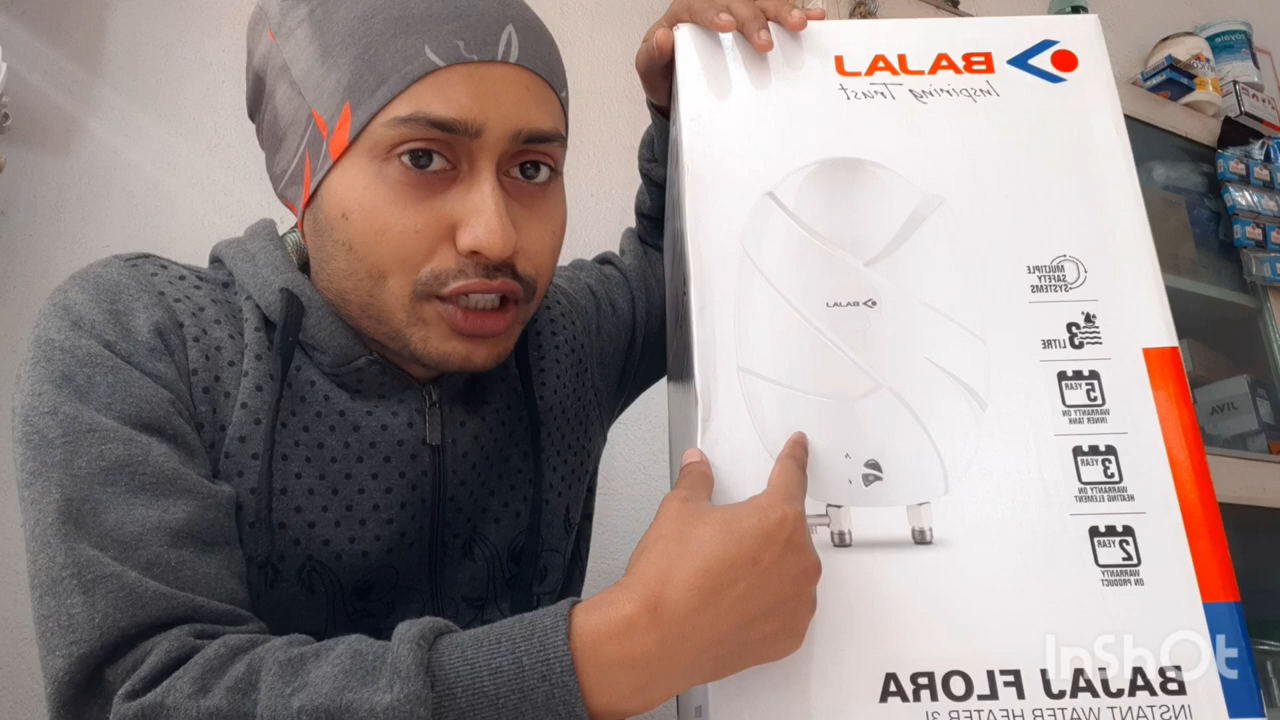 BAJAJ
Inspiring Trust
BAJAJ
MULTIPLE
SAFETY
SYSTEMS
3
LITRE
5 YEAR
WARRANTY ON
INNER TANK
3 YEAR
WARRANTY ON
HEATING ELEMENT
2 YEAR
WARRANTY
ON PRODUCT
BAJAJ FLORA
INSTANT WATER HEATER 3L
InShOt
royale